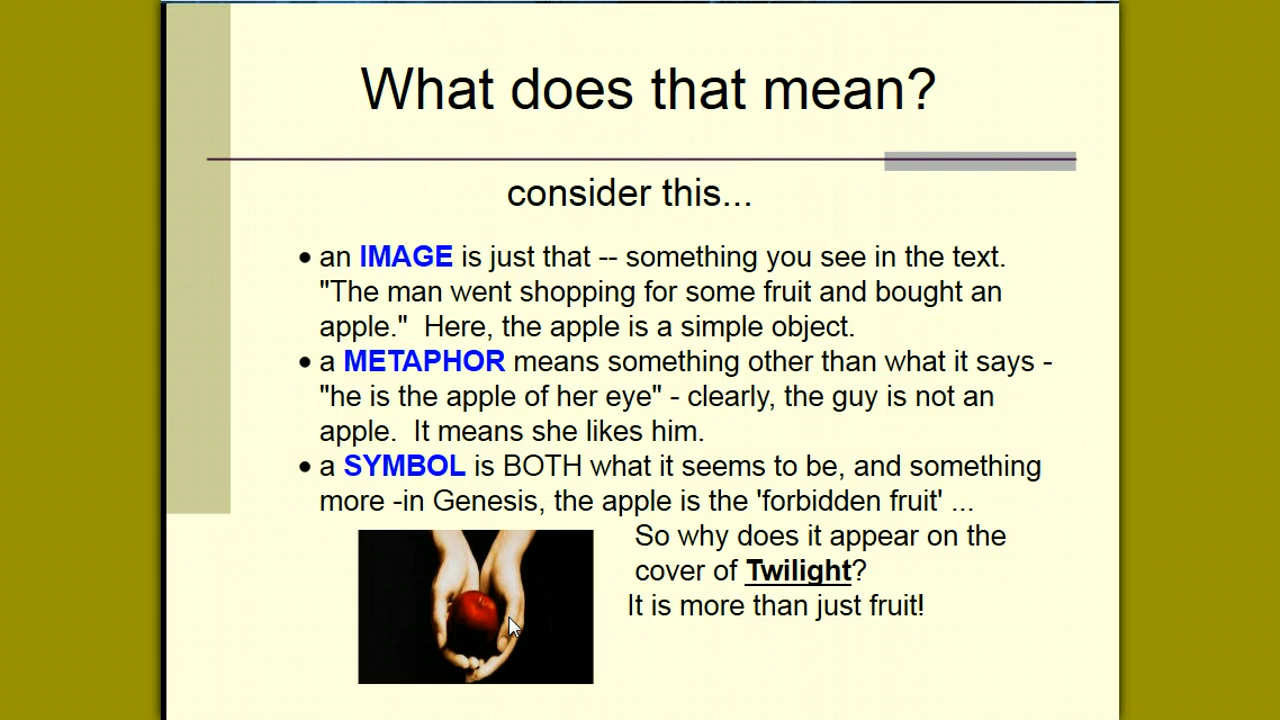 What does that mean?
consider this...
• an IMAGE is just that -- something you see in the text.
"The man went shopping for some fruit and bought an
apple."  Here, the apple is a simple object.
• a METAPHOR means something other than what it says -
"he is the apple of her eye" - clearly, the guy is not an
apple.  It means she likes him.
• a SYMBOL is BOTH what it seems to be, and something
more -in Genesis, the apple is the 'forbidden fruit' ...
So why does it appear on the
cover of Twilight?
It is more than just fruit!